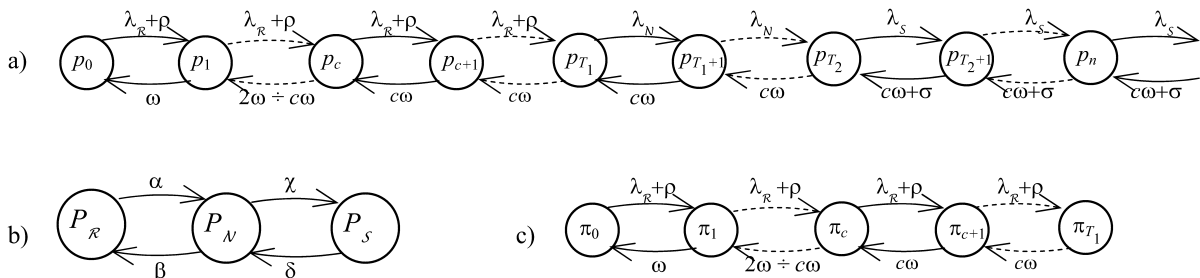 λ_R+ρ λ_R+ρ λ_R+ρ λ_R+ρ λ_N λ_N λ_S λ_S λ_S
a) p_0 p_1 p_c p_{c+1} p_{T_1} p_{T_1+1} p_{T_2} p_{T_2+1} p_n
ω 2ω ÷ cω cω cω cω cω cω+σ cω+σ cω+σ
α χ
b) P_R P_N P_S
β δ
λ_R+ρ λ_R+ρ λ_R+ρ λ_R+ρ
c) π_0 π_1 π_c π_{c+1} π_{T_1}
ω 2ω ÷ cω cω cω